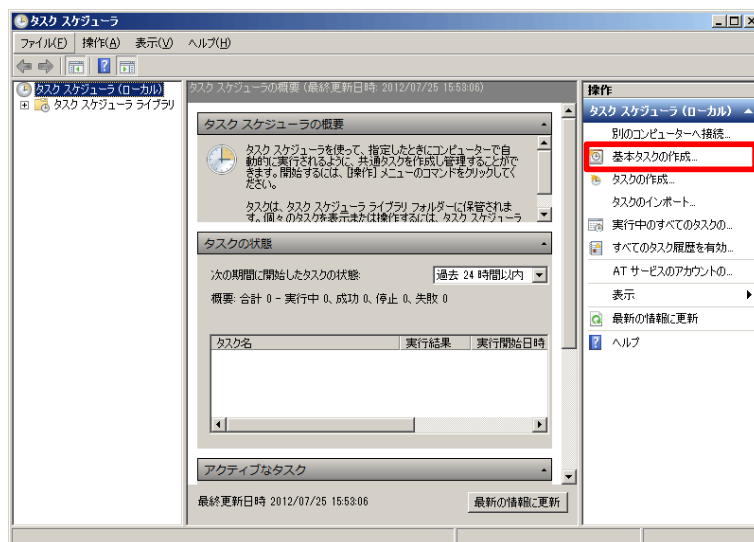 タスク スケジューラ
ファイル(F) 操作(A) 表示(V) ヘルプ(H)
タスク スケジューラ (ローカル)
タスク スケジューラ ライブラリ
タスク スケジューラの概要 (最終更新日時: 2012/07/25 15:53:06)
タスク スケジューラの概要
タスク スケジューラを使って、指定したときにコンピューターで自
動的に実行されるように、共通タスクを作成し管理することがで
きます。開始するには、[操作] メニューのコマンドをクリックしてく
ださい。
タスクは、タスク スケジューラ ライブラリ フォルダーに保管されま
す。個々のタスクを表示または操作するには、タスク スケジューラ
タスクの状態
次の期間に開始したタスクの状態:
過去 24 時間以内
概要: 合計 0 - 実行中 0、成功 0、停止 0、失敗 0
タスク名 実行結果 実行開始日時
アクティブなタスク
最終更新日時 2012/07/25 15:53:06
最新の情報に更新
操作
タスク スケジューラ (ローカル)
別のコンピューターへ接続...
基本タスクの作成...
タスクの作成...
タスクのインポート...
実行中のすべてのタスクの...
すべてのタスク履歴を有効...
AT サービスのアカウントの...
表示
最新の情報に更新
ヘルプ